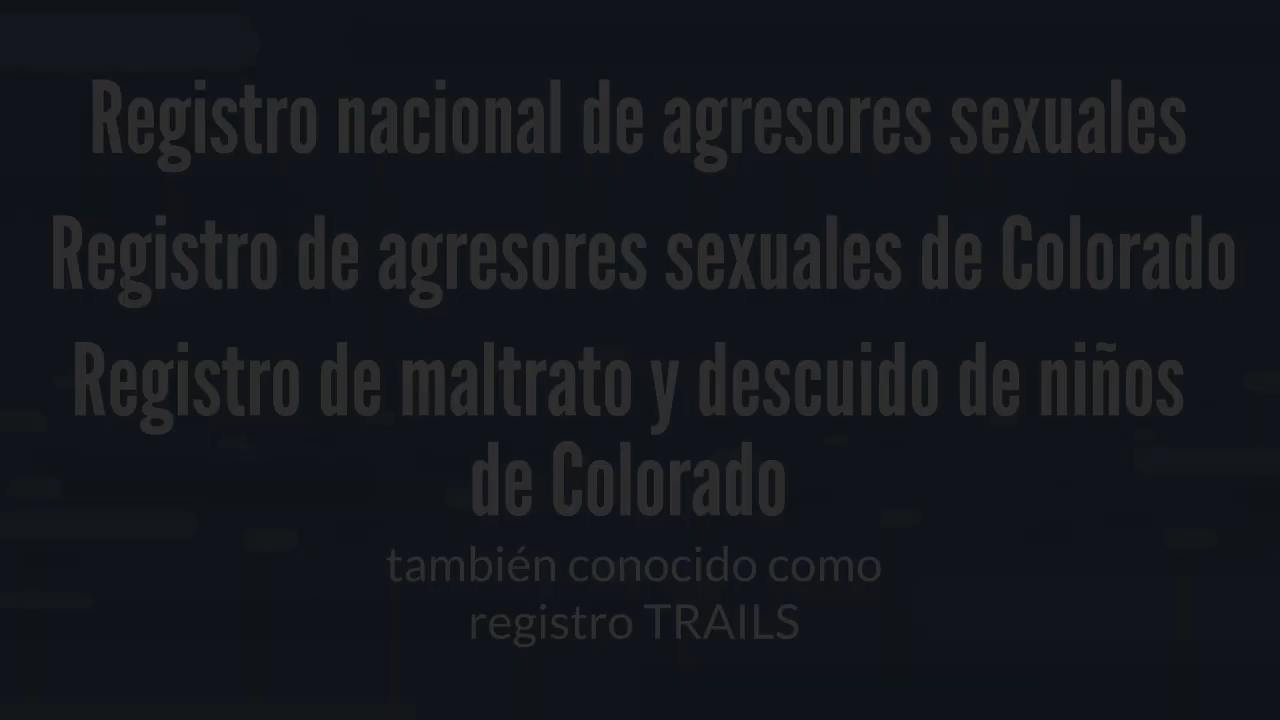 Registro nacional de agresores sexuales
Registro de agresores sexuales de Colorado
Registro de maltrato y descuido de niños
de Colorado
también conocido como
registro TRAILS